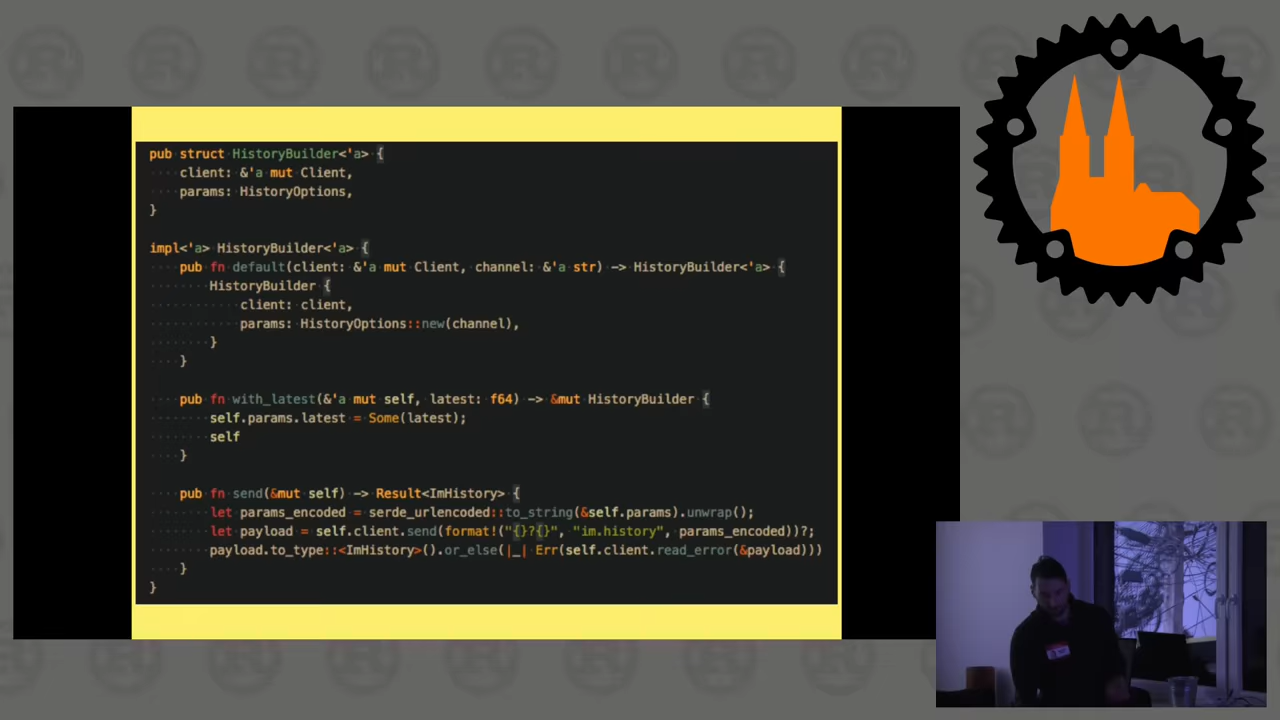 pub struct HistoryBuilder<'a> {
    client: &'a mut Client,
    params: HistoryOptions,
}
impl<'a> HistoryBuilder<'a> {
    pub fn default(client: &'a mut Client, channel: &'a str) -> HistoryBuilder<'a> {
        HistoryBuilder {
            client: client,
            params: HistoryOptions::new(channel),
        }
    }
    pub fn with_latest(&'a mut self, latest: f64) -> &mut HistoryBuilder {
        self.params.latest = Some(latest);
        self
    }
    pub fn send(&mut self) -> Result<ImHistory> {
        let params_encoded = serde_urlencoded::to_string(&self.params).unwrap();
        let payload = self.client.send(format!("{}?{}", "im.history", params_encoded))?;
        payload.to_type::<ImHistory>().or_else(|_| Err(self.client.read_error(&payload)))
    }
}